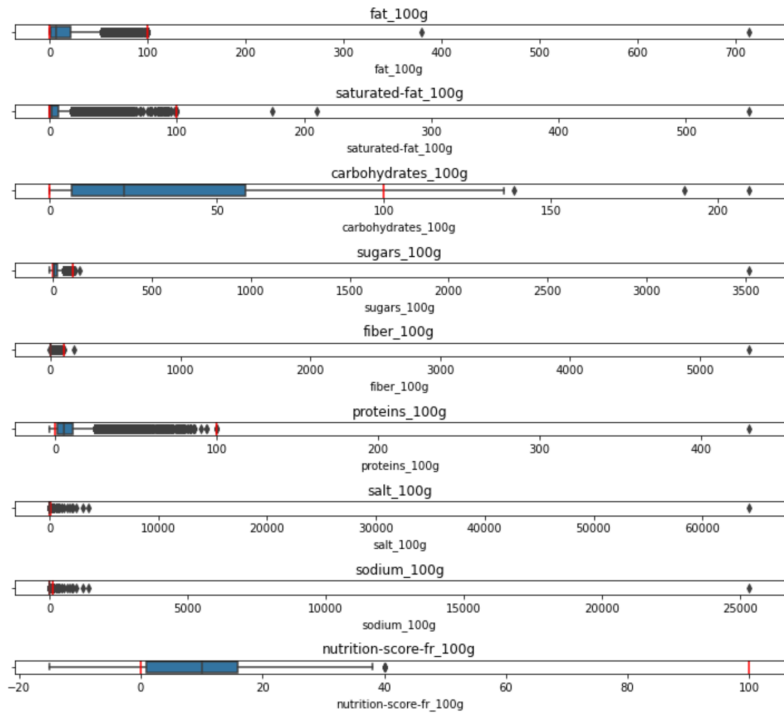 fat_100g
0 100 200 300 400 500 600 700
fat_100g
saturated-fat_100g
0 100 200 300 400 500
saturated-fat_100g
carbohydrates_100g
0 50 100 150 200
carbohydrates_100g
sugars_100g
0 500 1000 1500 2000 2500 3000 3500
sugars_100g
fiber_100g
0 1000 2000 3000 4000 5000
fiber_100g
proteins_100g
0 100 200 300 400
proteins_100g
salt_100g
0 10000 20000 30000 40000 50000 60000
salt_100g
sodium_100g
0 5000 10000 15000 20000 25000
sodium_100g
nutrition-score-fr_100g
−20 0 20 40 60 80 100
nutrition-score-fr_100g